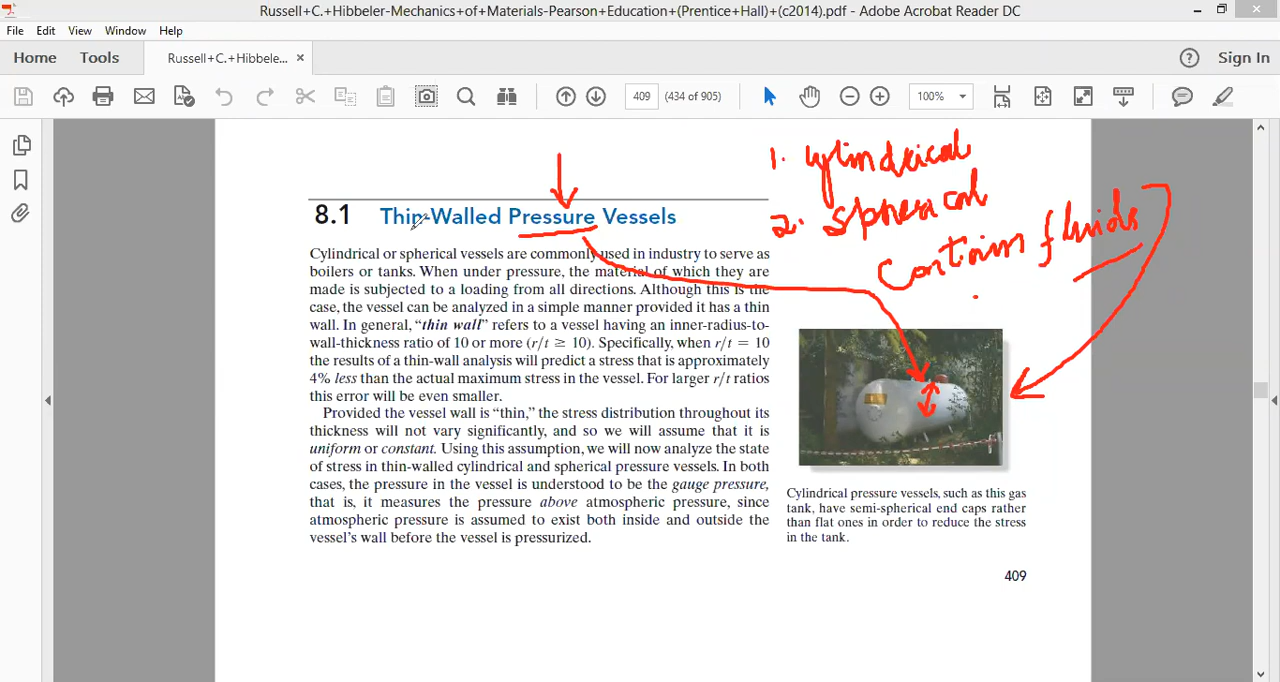 Russell+C.+Hibbeler-Mechanics+of+Materials-Pearson+Education+(Prentice+Hall)+(c2014).pdf - Adobe Acrobat Reader DC
File Edit View Window Help
Home Tools Russell+C.+Hibbele... × Sign In
409 (434 of 905) 100%
1. cylindrical
2. spherical
Contain fluids
8.1 Thin-Walled Pressure Vessels
Cylindrical or spherical vessels are commonly used in industry to serve as
boilers or tanks. When under pressure, the material of which they are
made is subjected to a loading from all directions. Although this is the
case, the vessel can be analyzed in a simple manner provided it has a thin
wall. In general, “thin wall” refers to a vessel having an inner-radius-to-
wall-thickness ratio of 10 or more (r/t ≥ 10). Specifically, when r/t = 10
the results of a thin-wall analysis will predict a stress that is approximately
4% less than the actual maximum stress in the vessel. For larger r/t ratios
this error will be even smaller.
Provided the vessel wall is “thin,” the stress distribution throughout its
thickness will not vary significantly, and so we will assume that it is
uniform or constant. Using this assumption, we will now analyze the state
of stress in thin-walled cylindrical and spherical pressure vessels. In both
cases, the pressure in the vessel is understood to be the gauge pressure,
that is, it measures the pressure above atmospheric pressure, since
atmospheric pressure is assumed to exist both inside and outside the
vessel’s wall before the vessel is pressurized.
Cylindrical pressure vessels, such as this gas
tank, have semi-spherical end caps rather
than flat ones in order to reduce the stress
in the tank.
409